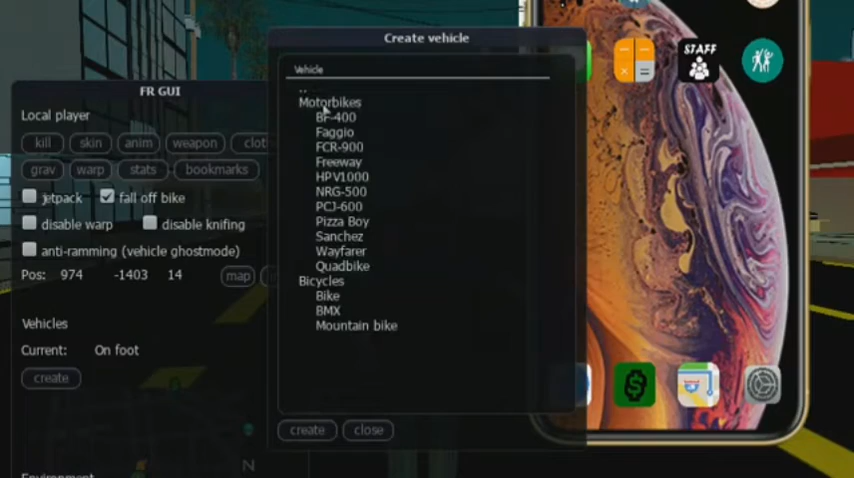 Create vehicle
Vehicle
Motorbikes
BF-400
Faggio
FCR-900
Freeway
HPV1000
NRG-500
PCJ-600
Pizza Boy
Sanchez
Wayfarer
Quadbike
Bicycles
Bike
BMX
Mountain bike
create close
FR GUI
Local player
kill skin anim weapon clot
grav warp stats bookmarks
jetpack fall off bike
disable warp disable knifing
anti-ramming (vehicle ghostmode)
Pos: 974 -1403 14 map
Vehicles
Current: On foot
create
N
Environment
STAFF